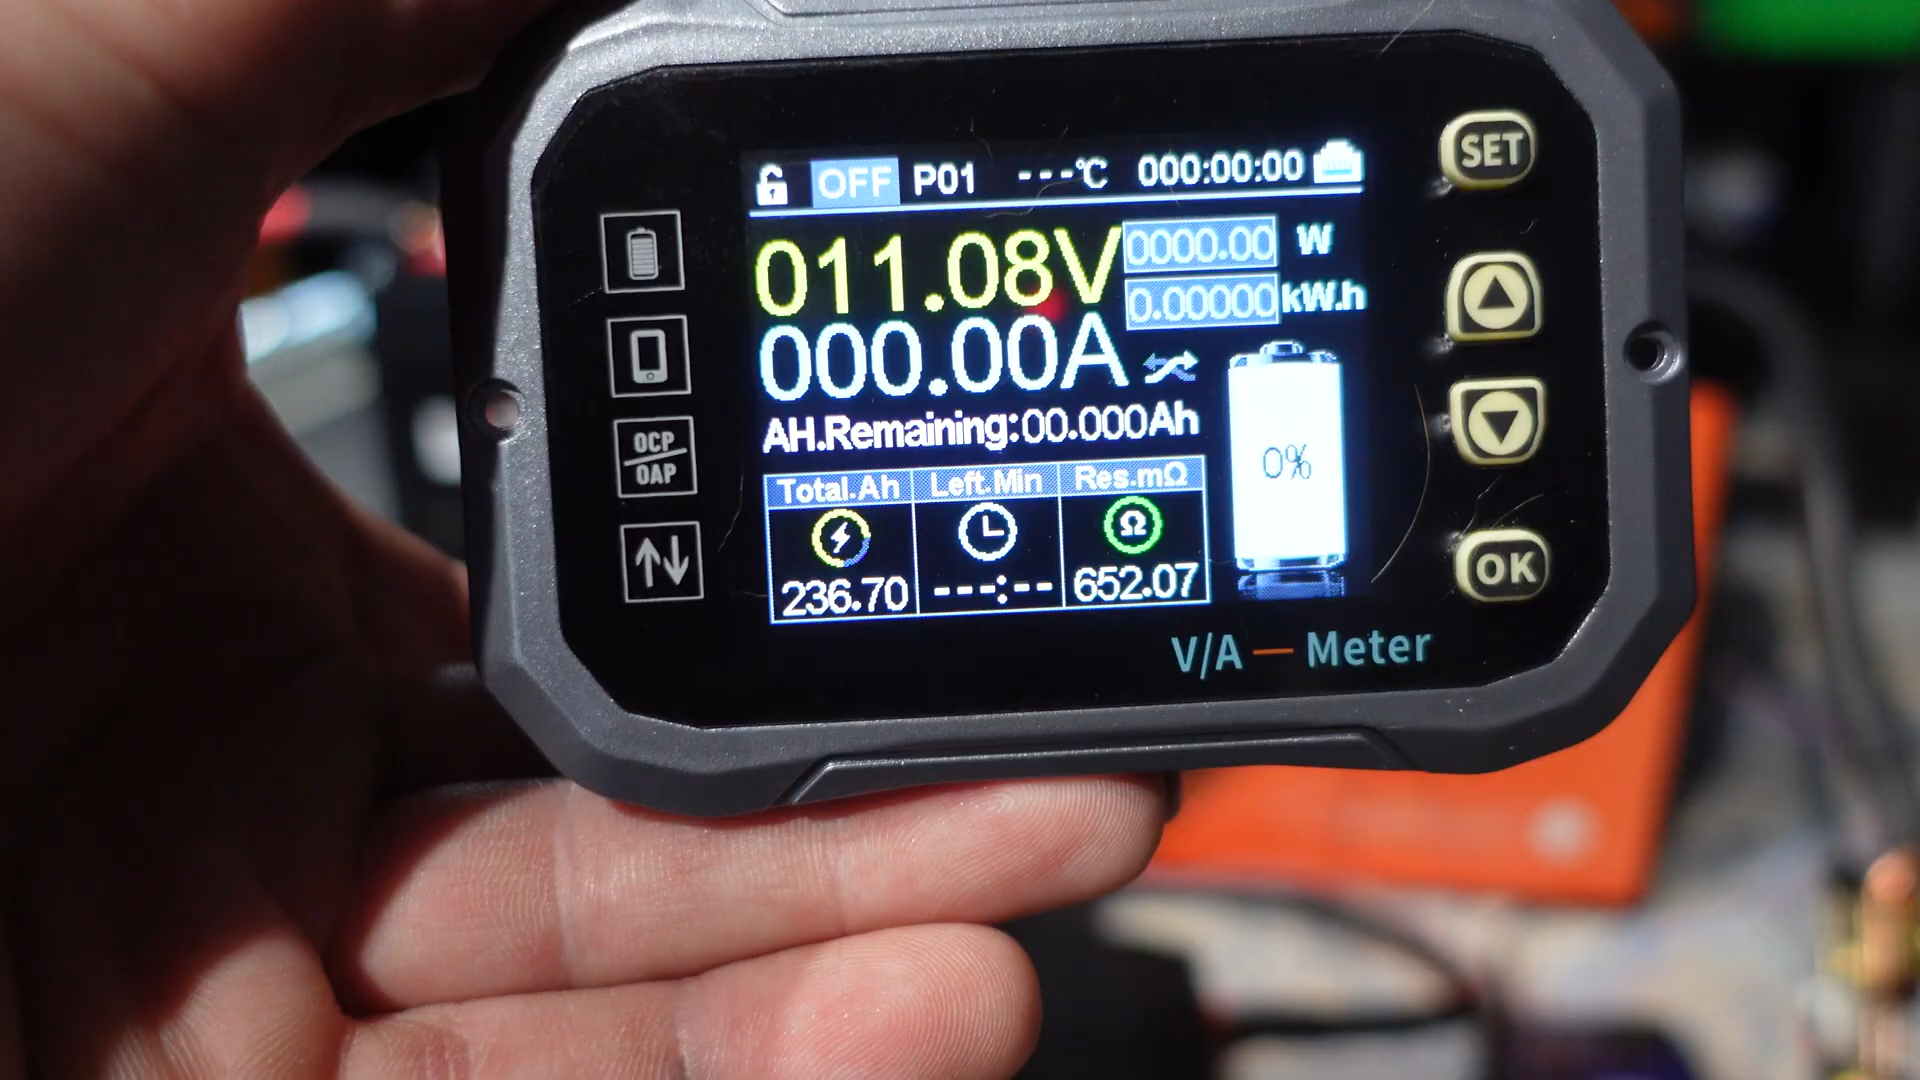 OFF P01 ---℃ 000:00:00
SET
011.08V 0000.00 W
0.00000 kW.h
000.00A
AH.Remaining:00.000Ah
0%
OCP
OAP
Total.Ah Left.Min Res.mΩ
Ω
236.70 ---:-- 652.07
OK
V/A — Meter